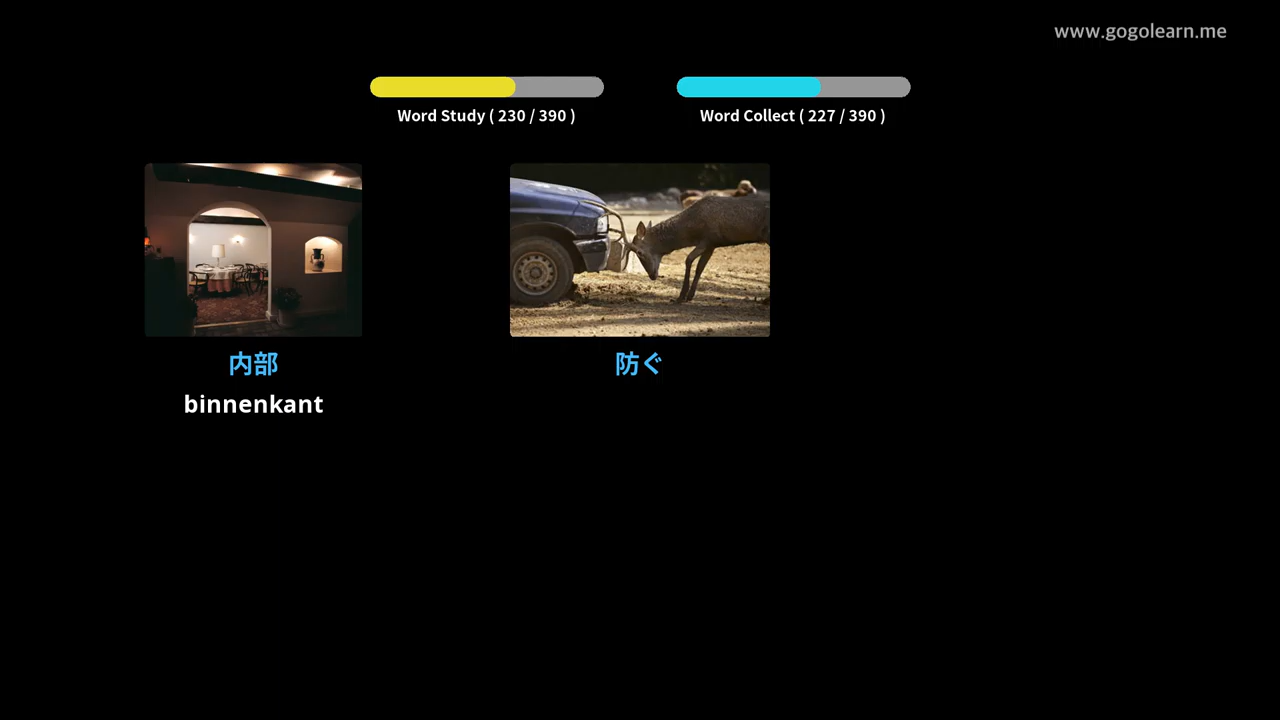 www.gogolearn.me
Word Study ( 230 / 390 )
Word Collect ( 227 / 390 )
内部
防ぐ
binnenkant